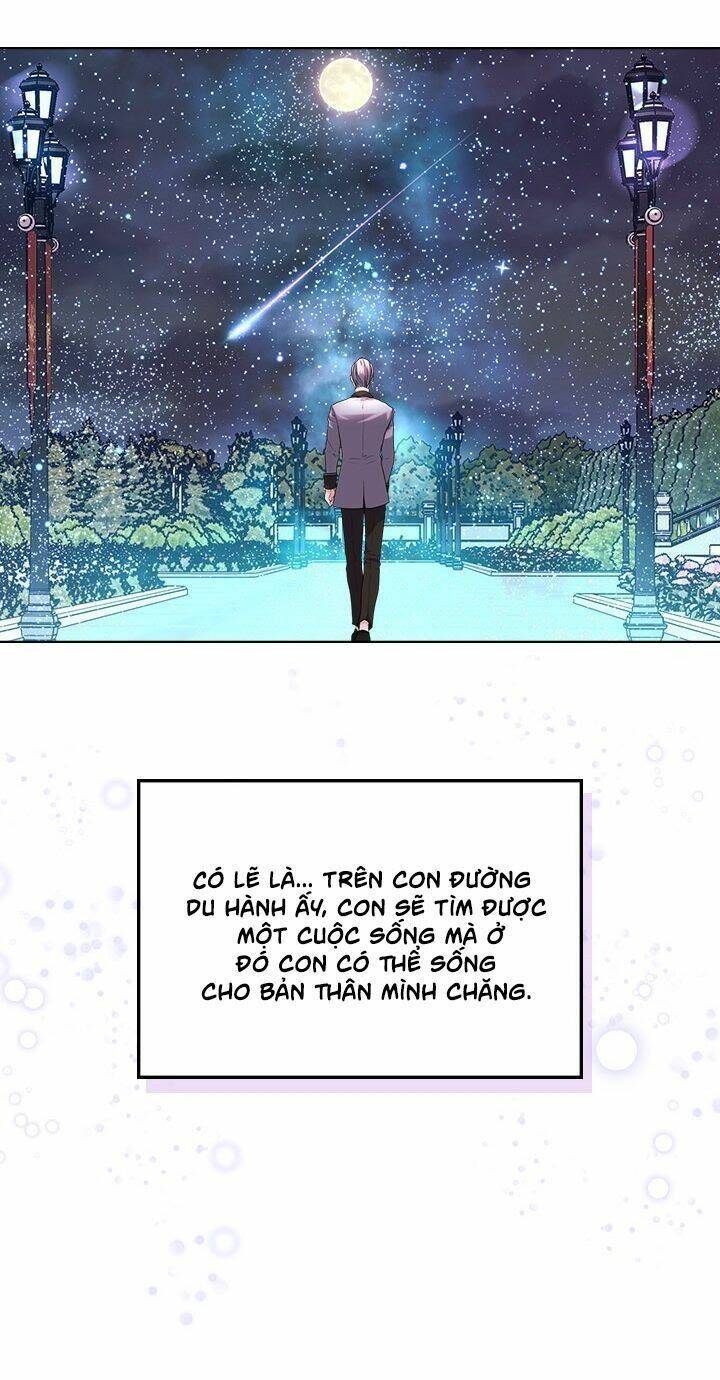 CÓ LẼ LÀ... TRÊN CON ĐƯỜNG
DU HÀNH ẤY, CON SẼ TÌM ĐƯỢC
MỘT CUỘC SỐNG MÀ Ở
ĐÓ CON CÓ THỂ SỐNG
CHO BẢN THÂN MÌNH CHĂNG.